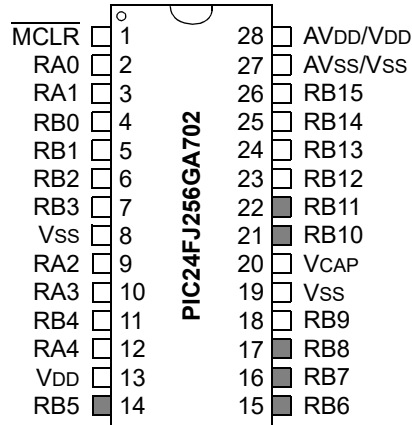 MCLR 1 28 AVDD/VDD
RA0 2 27 AVSS/VSS
RA1 3 26 RB15
RB0 4 25 RB14
RB1 5 24 RB13
RB2 6 23 RB12
RB3 7 22 RB11
VSS 8 21 RB10
RA2 9 20 VCAP
RA3 10 19 VSS
RB4 11 18 RB9
RA4 12 17 RB8
VDD 13 16 RB7
RB5 14 15 RB6
PIC24FJ256GA702